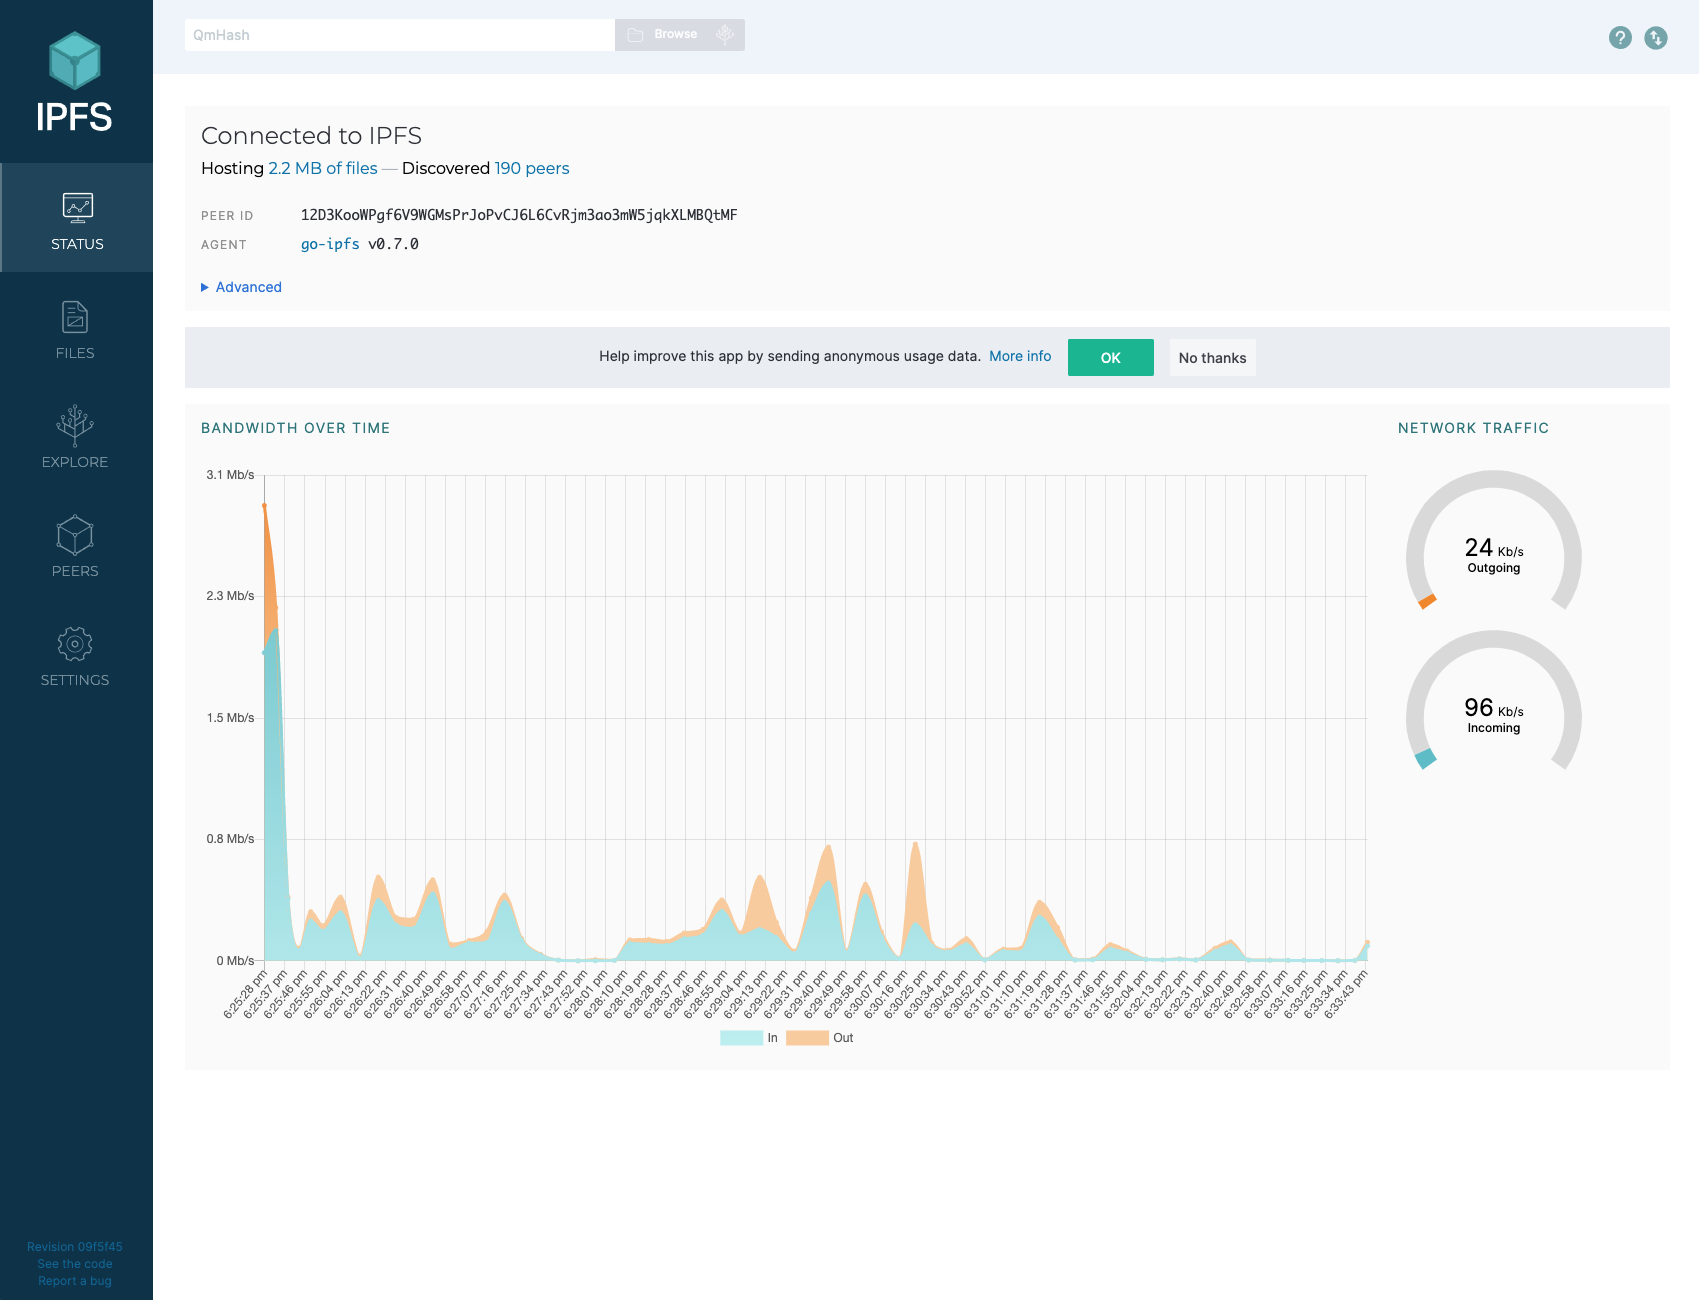 IPFS
STATUS
FILES
EXPLORE
PEERS
SETTINGS
Revision 09f5f45
See the code
Report a bug
QmHash
Browse
Connected to IPFS
Hosting 2.2 MB of files — Discovered 190 peers
PEER ID 12D3KooWPgf6V9WGMsPrJoPvCJ6L6CvRjm3ao3mW5jqkXLMBQtMF
AGENT go-ipfs v0.7.0
Advanced
Help improve this app by sending anonymous usage data. More info OK No thanks
BANDWIDTH OVER TIME
3.1 Mb/s
2.3 Mb/s
1.5 Mb/s
0.8 Mb/s
0 Mb/s
6:25:28 pm
6:25:37 pm
6:25:46 pm
6:25:55 pm
6:26:04 pm
6:26:13 pm
6:26:22 pm
6:26:31 pm
6:26:40 pm
6:26:49 pm
6:26:58 pm
6:27:07 pm
6:27:16 pm
6:27:25 pm
6:27:34 pm
6:27:43 pm
6:27:52 pm
6:28:01 pm
6:28:10 pm
6:28:19 pm
6:28:28 pm
6:28:37 pm
6:28:46 pm
6:28:55 pm
6:29:04 pm
6:29:13 pm
6:29:22 pm
6:29:31 pm
6:29:40 pm
6:29:49 pm
6:29:58 pm
6:30:07 pm
6:30:16 pm
6:30:25 pm
6:30:34 pm
6:30:43 pm
6:30:52 pm
6:31:01 pm
6:31:10 pm
6:31:19 pm
6:31:28 pm
6:31:37 pm
6:31:46 pm
6:31:55 pm
6:32:04 pm
6:32:13 pm
6:32:22 pm
6:32:31 pm
6:32:40 pm
6:32:49 pm
6:32:58 pm
6:33:07 pm
6:33:16 pm
6:33:25 pm
6:33:34 pm
6:33:43 pm
In Out
NETWORK TRAFFIC
24 Kb/s
Outgoing
96 Kb/s
Incoming